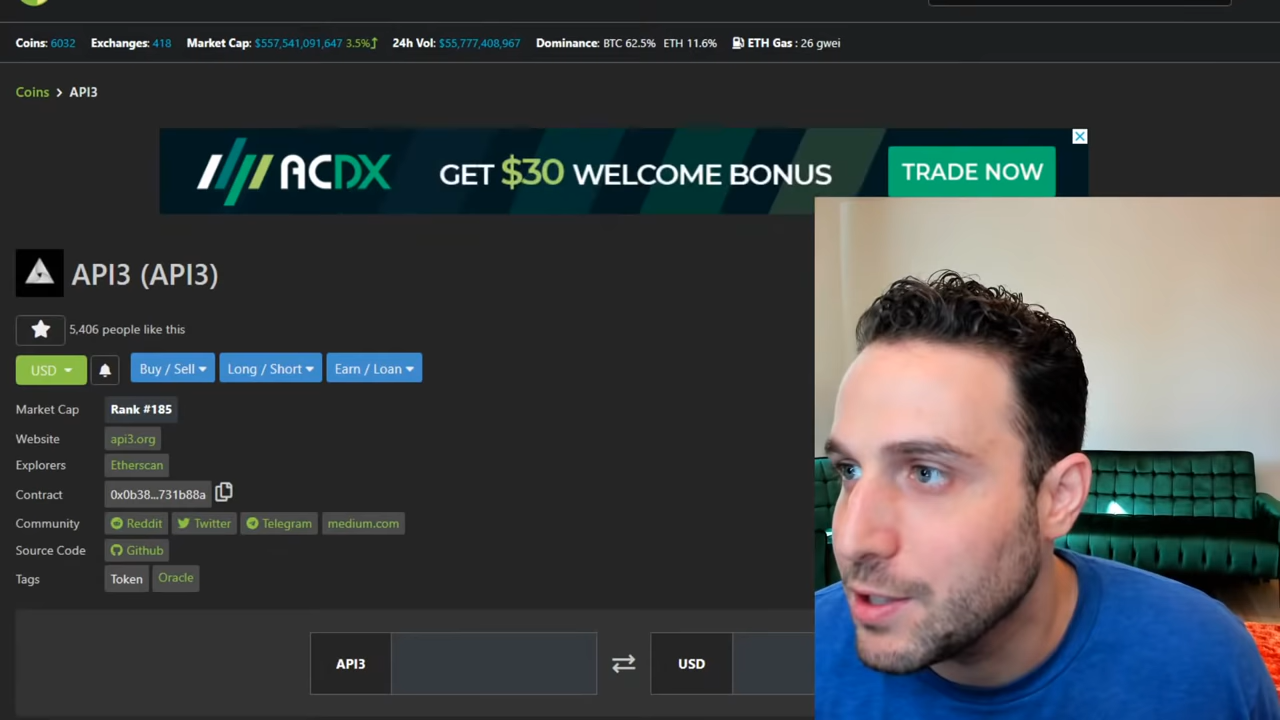 Coins: 6032 Exchanges: 418 Market Cap: $557,541,091,647 3.5% 24h Vol: $55,777,408,967 Dominance: BTC 62.5% ETH 11.6% ETH Gas : 26 gwei
Coins > API3
ACDX GET $30 WELCOME BONUS TRADE NOW
API3 (API3)
5,406 people like this
USD Buy / Sell Long / Short Earn / Loan
Market Cap Rank #185
Website api3.org
Explorers Etherscan
Contract 0x0b38...731b88a
Community Reddit Twitter Telegram medium.com
Source Code Github
Tags Token Oracle
API3 USD